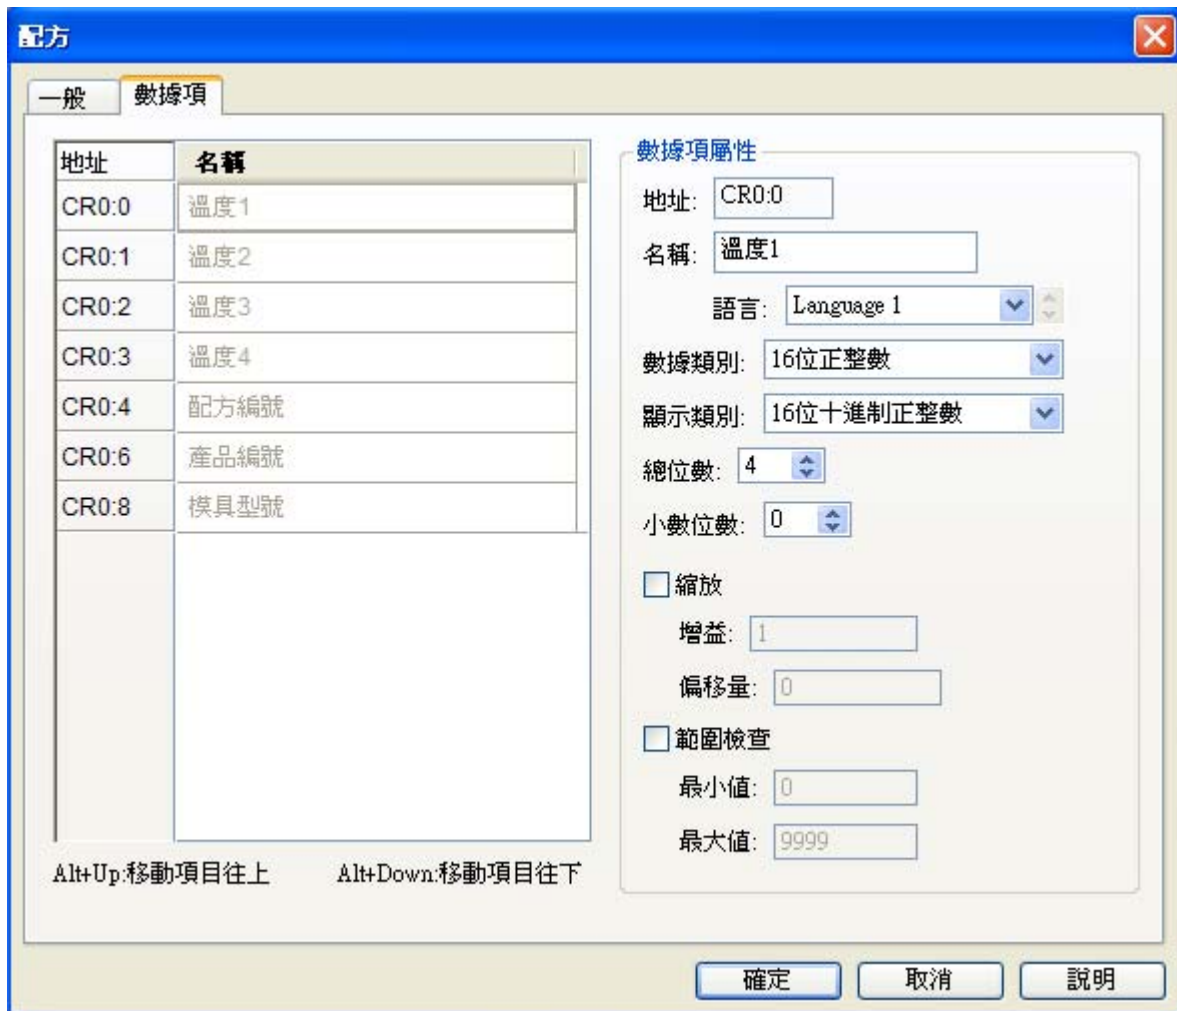 配方
一般 數據項
地址 名稱
CR0:0 溫度1
CR0:1 溫度2
CR0:2 溫度3
CR0:3 溫度4
CR0:4 配方編號
CR0:6 產品編號
CR0:8 模具型號
Alt+Up:移動項目往上 Alt+Down:移動項目往下
數據項屬性
地址: CR0:0
名稱: 溫度1
語言: Language 1
數據類別: 16位正整數
顯示類別: 16位十進制正整數
總位數: 4
小數位數: 0
縮放
增益: 1
偏移量: 0
範圍檢查
最小值: 0
最大值: 9999
確定 取消 說明